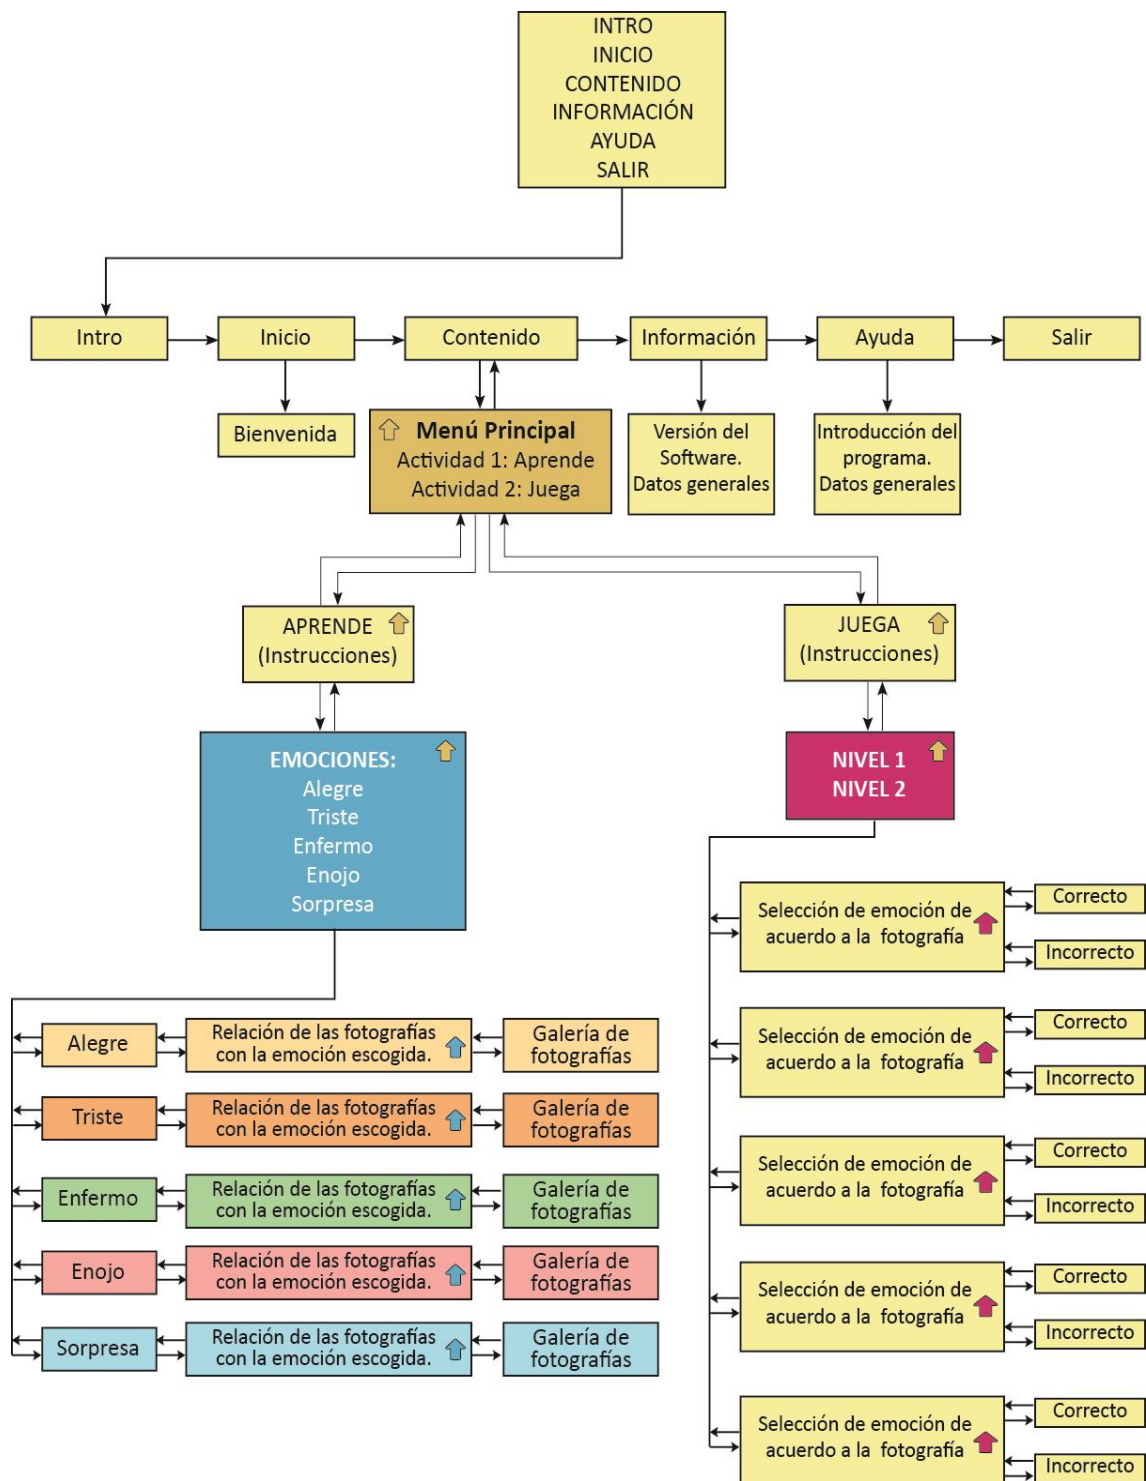 INTRO
INICIO
CONTENIDO
INFORMACIÓN
AYUDA
SALIR
Intro
Inicio
Contenido
Información
Ayuda
Salir
Bienvenida
Menú Principal
Actividad 1: Aprende
Actividad 2: Juega
Versión del
Software.
Datos generales
Introducción del
programa.
Datos generales
APRENDE
(Instrucciones)
JUEGA
(Instrucciones)
EMOCIONES:
Alegre
Triste
Enfermo
Enojo
Sorpresa
NIVEL 1
NIVEL 2
Alegre
Relación de las fotografías
con la emoción escogida.
Galería de
fotografías
Triste
Relación de las fotografías
con la emoción escogida.
Galería de
fotografías
Enfermo
Relación de las fotografías
con la emoción escogida.
Galería de
fotografías
Enojo
Relación de las fotografías
con la emoción escogida.
Galería de
fotografías
Sorpresa
Relación de las fotografías
con la emoción escogida.
Galería de
fotografías
Selección de emoción de
acuerdo a la fotografía
Correcto
Incorrecto
Selección de emoción de
acuerdo a la fotografía
Correcto
Incorrecto
Selección de emoción de
acuerdo a la fotografía
Correcto
Incorrecto
Selección de emoción de
acuerdo a la fotografía
Correcto
Incorrecto
Selección de emoción de
acuerdo a la fotografía
Correcto
Incorrecto